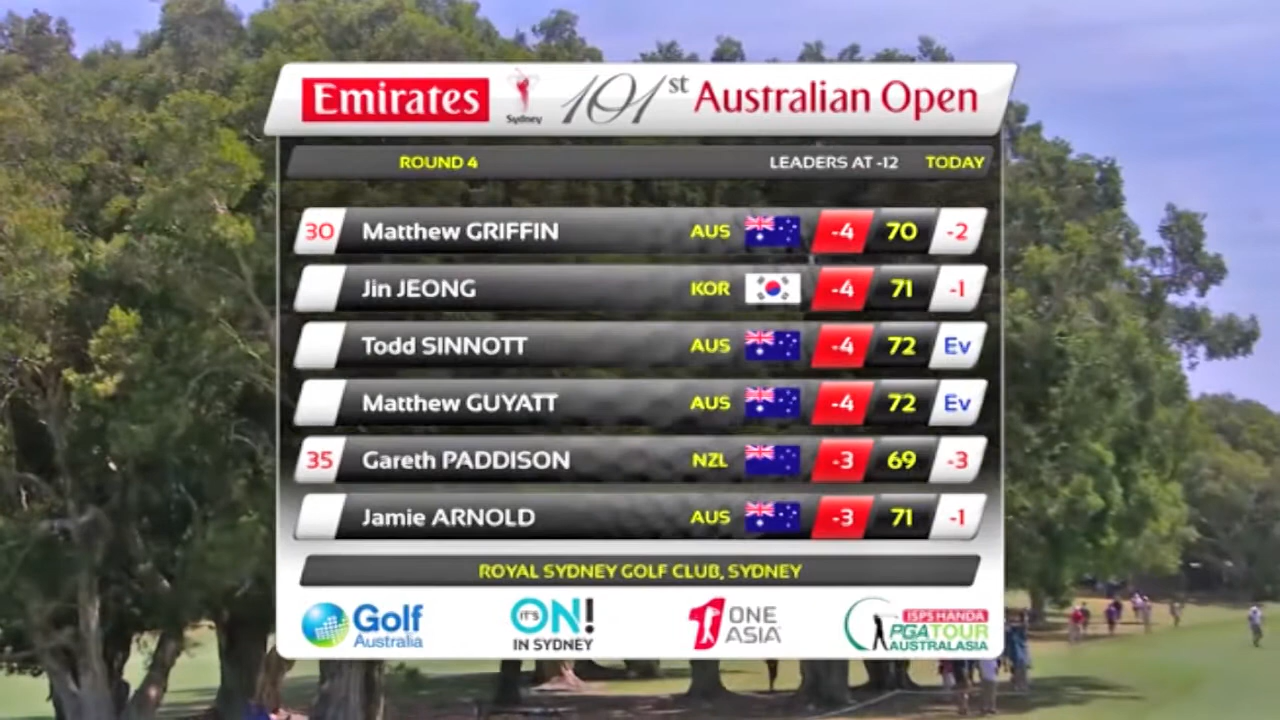 Emirates Sydney 101st Australian Open
ROUND 4 LEADERS AT -12 TODAY
30 Matthew GRIFFIN AUS -4 70 -2
Jin JEONG KOR -4 71 -1
Todd SINNOTT AUS -4 72 Ev
Matthew GUYATT AUS -4 72 Ev
35 Gareth PADDISON NZL -3 69 -3
Jamie ARNOLD AUS -3 71 -1
ROYAL SYDNEY GOLF CLUB, SYDNEY
Golf Australia
IT'S ON!
IN SYDNEY
1 ONE ASIA
ISPS HANDA
PGA TOUR
AUSTRALASIA